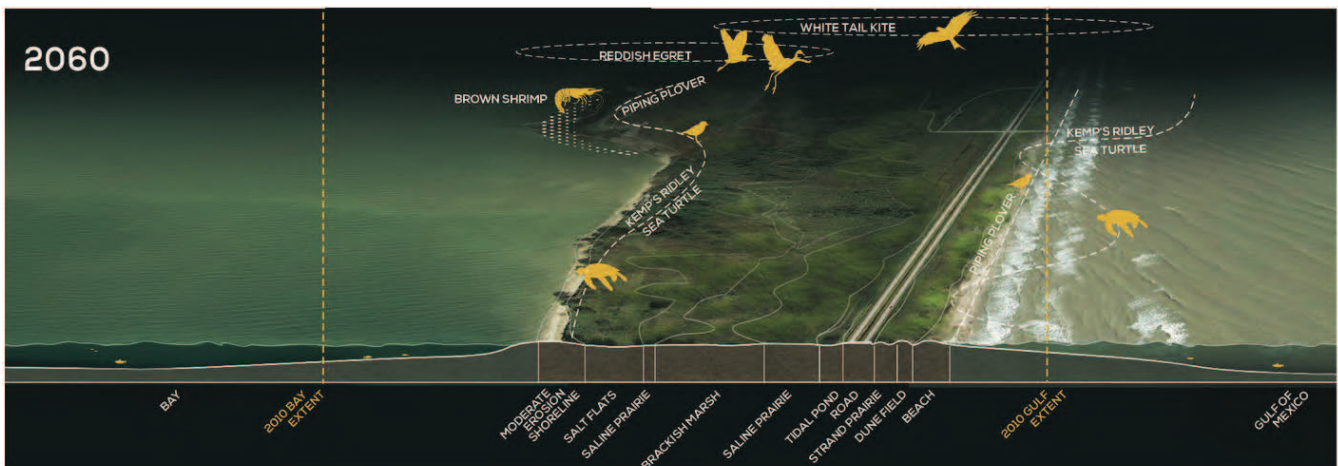 2060
WHITE TAIL KITE
REDDISH EGRET
BROWN SHRIMP
PIPING PLOVER
KEMP'S RIDLEY
SEA TURTLE
KEMP'S RIDLEY
SEA TURTLE
PIPING PLOVER
BAY
2010 BAY
EXTENT
MODERATE
EROSION
SHORELINE
SALT FLATS
SALINE PRAIRIE
BRACKISH MARSH
SALINE PRAIRIE
TIDAL POND
ROAD
STRAND PRAIRIE
DUNE FIELD
BEACH
2010 GULF
EXTENT
GULF OF
MEXICO